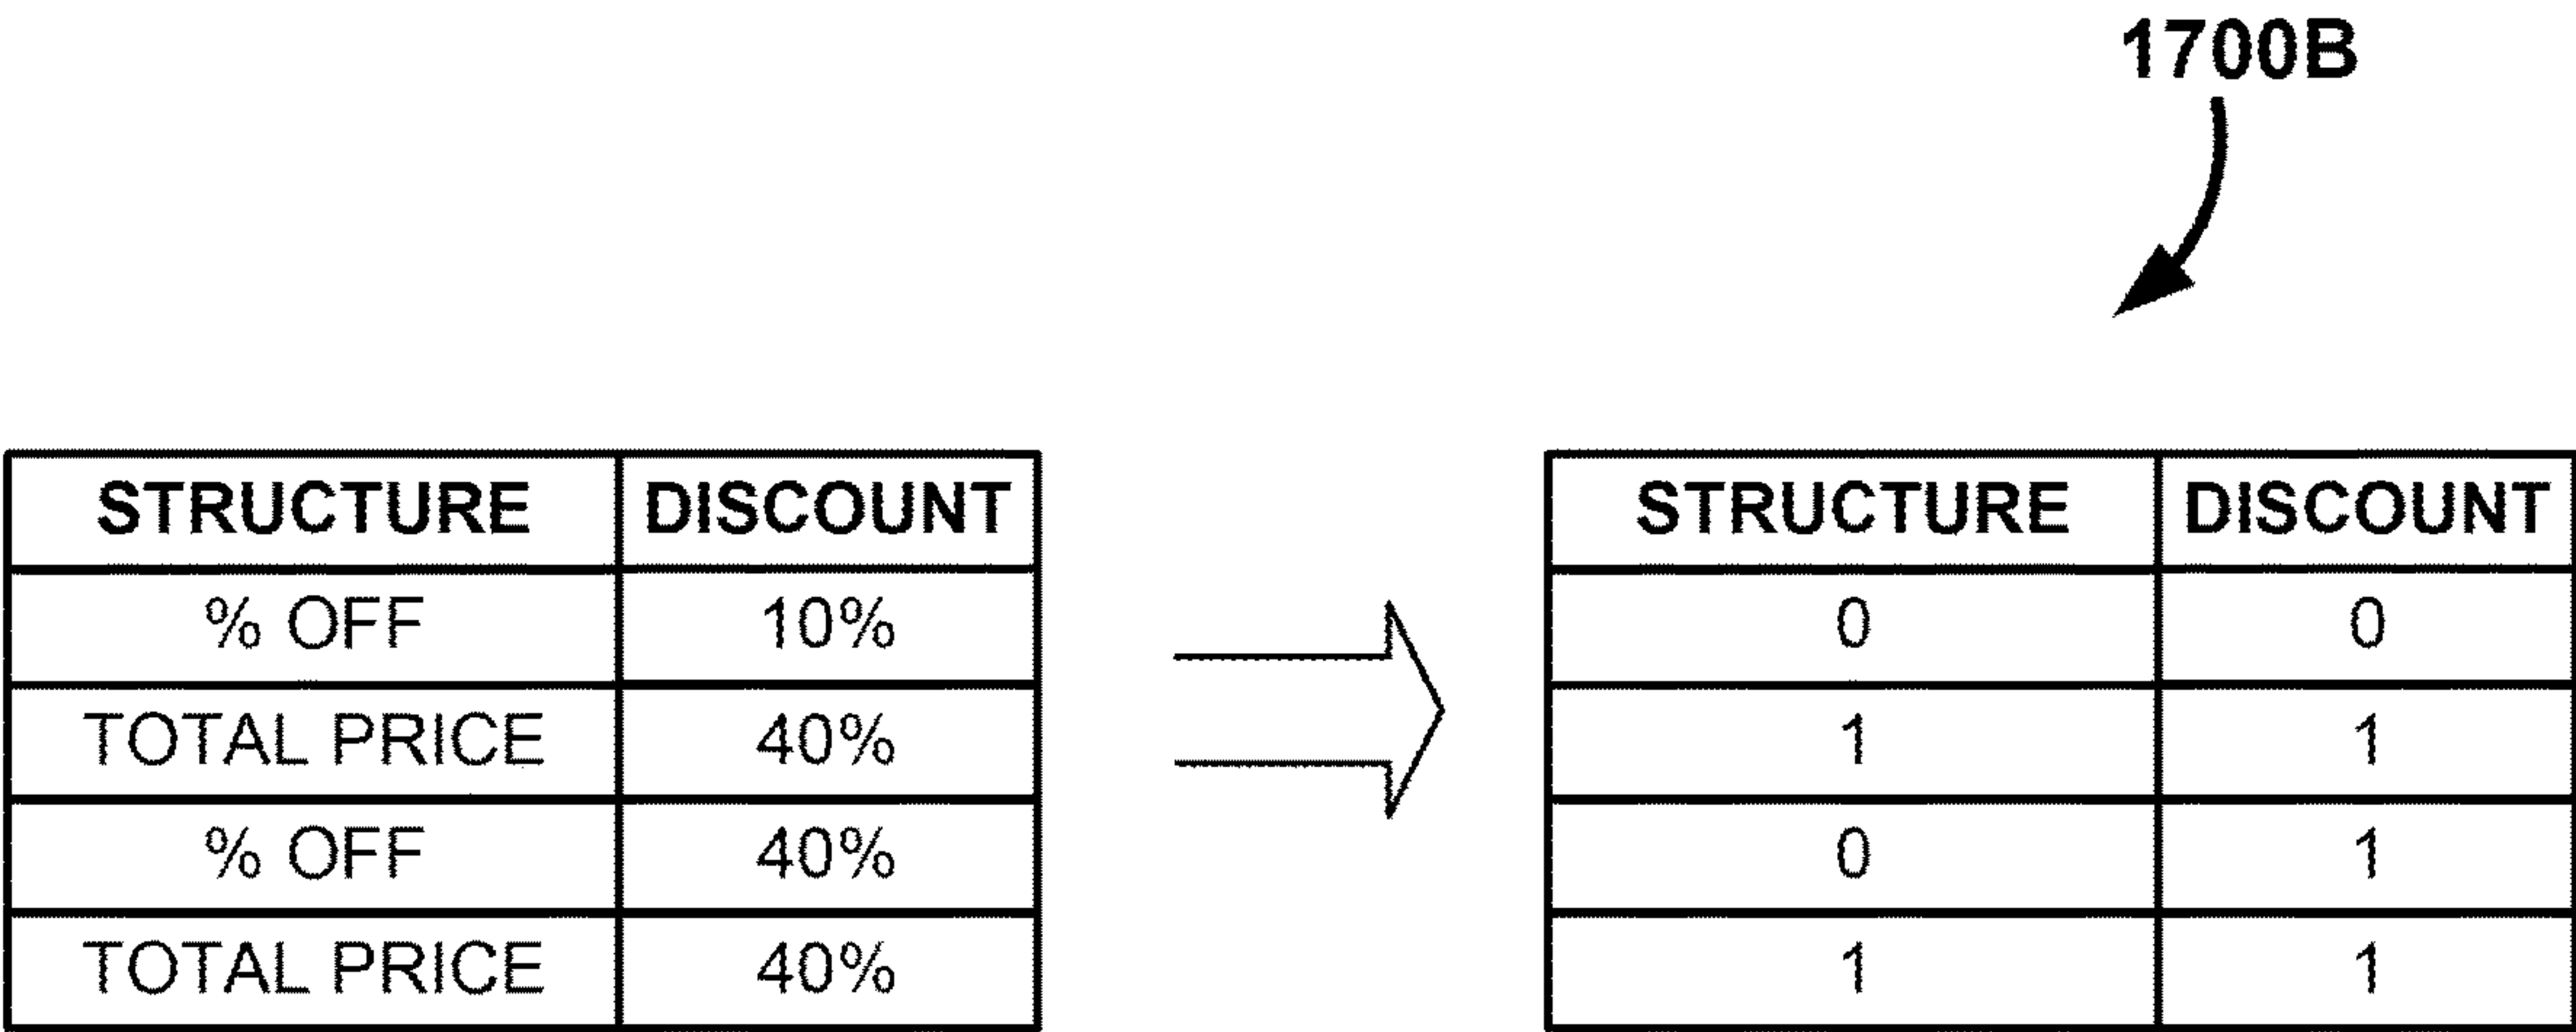 1700B
STRUCTURE DISCOUNT STRUCTURE DISCOUNT
% OFF 10% 0 0
TOTAL PRICE 40% 1 1
% OFF 40% 0 1
TOTAL PRICE 40% 1 1